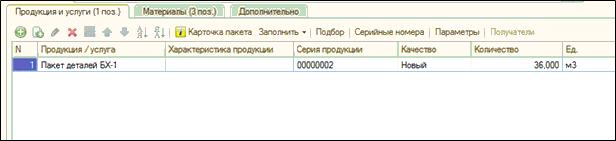 Продукция и услуги (1 поз.) Материалы (3 поз.) Дополнительно
Карточка пакета Заполнить Подбор Серийные номера Параметры Получатели
N Продукция / услуга Характеристика продукции Серия продукции Качество Количество Ед.
1 Пакет деталей БХ-1 00000002 Новый 36,000 м3